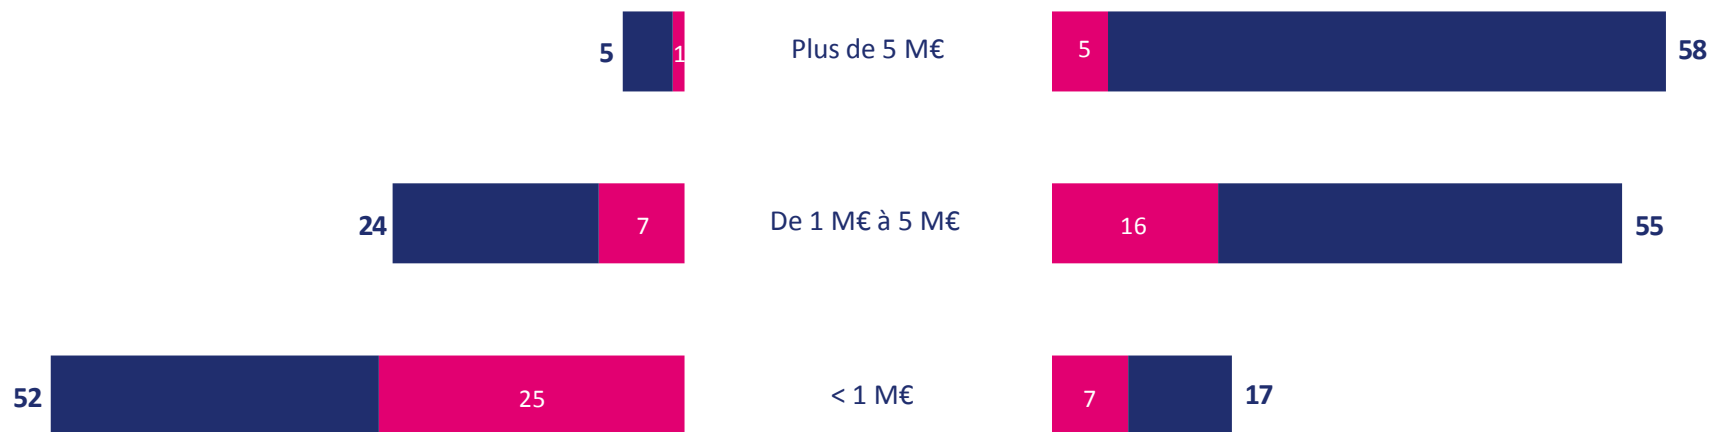 5 1 Plus de 5 M€ 5 58
24 7 De 1 M€ à 5 M€ 16 55
52 25 < 1 M€ 7 17